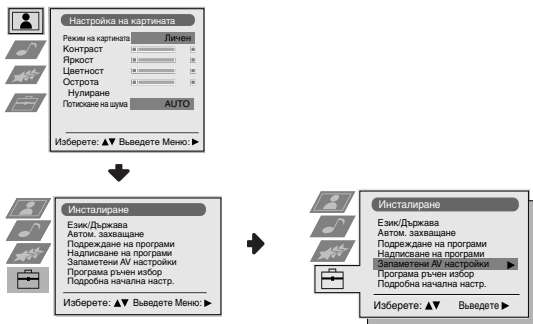 Настройка на картината
Режим на картината Личен
Контраст
Яркост
Цветност
Острота
Нулиране
Потискане на шума AUTO
Изберете: ▲▼ Выведете Меню: ▶
Инсталиране
Език/Държава
Автом. захващане
Подреждане на програми
Надписване на програми
Запаметени AV настройки
Програма ръчен избор
Подробна начална настр.
Изберете: ▲▼ Выведете Меню: ▶
Инсталиране
Език/Държава
Автом. захващане
Подреждане на програми
Надписване на програми
Запаметени AV настройки ▶
Програма ръчен избор
Подробна начална настр.
Изберете: ▲▼ Выведете ▶